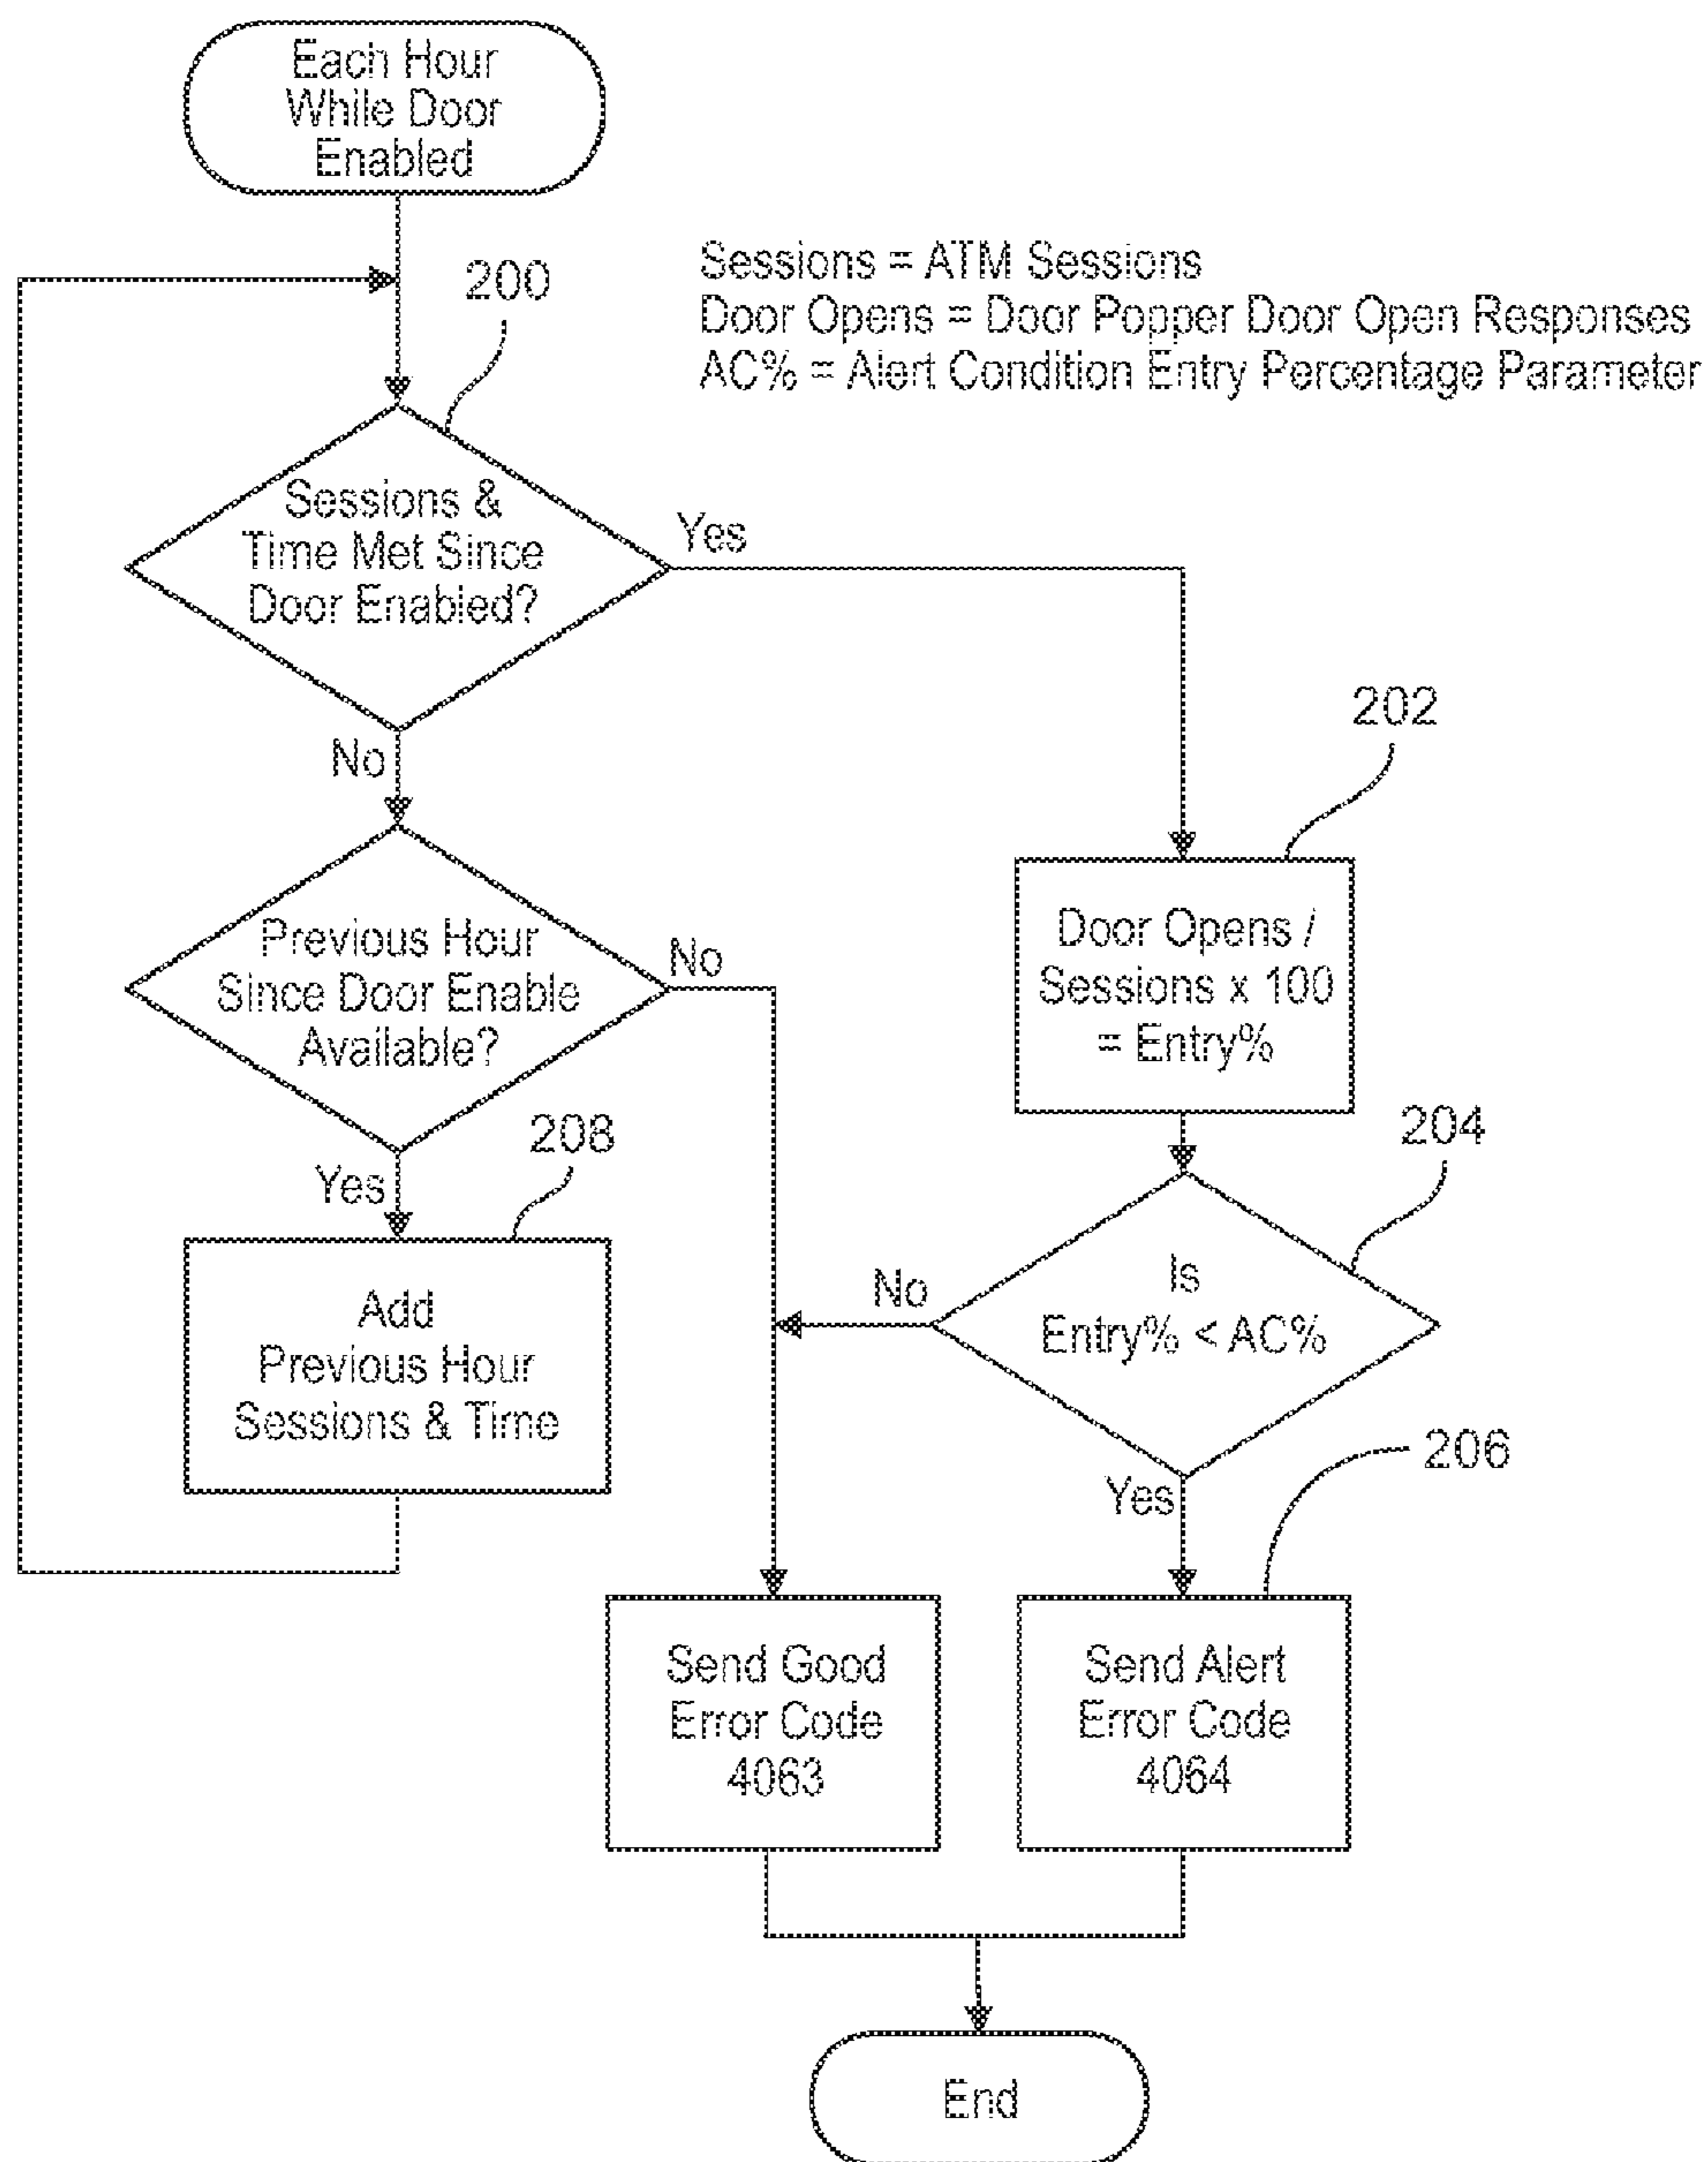 Each Hour
While Door
Enabled
Sessions = ATM Sessions
Door Opens = Door Popper Door Open Responses
AC% = Alert Condition Entry Percentage Parameter
200
Sessions &
Time Met Since
Door Enabled?
Yes
No
202
Previous Hour
Since Door Enable
Available?
No
Door Opens /
Sessions x 100
= Entry%
Yes
208
204
Add
Previous Hour
Sessions & Time
No
Is
Entry% < AC%
Yes
206
Send Good
Error Code
4063
Send Alert
Error Code
4064
End